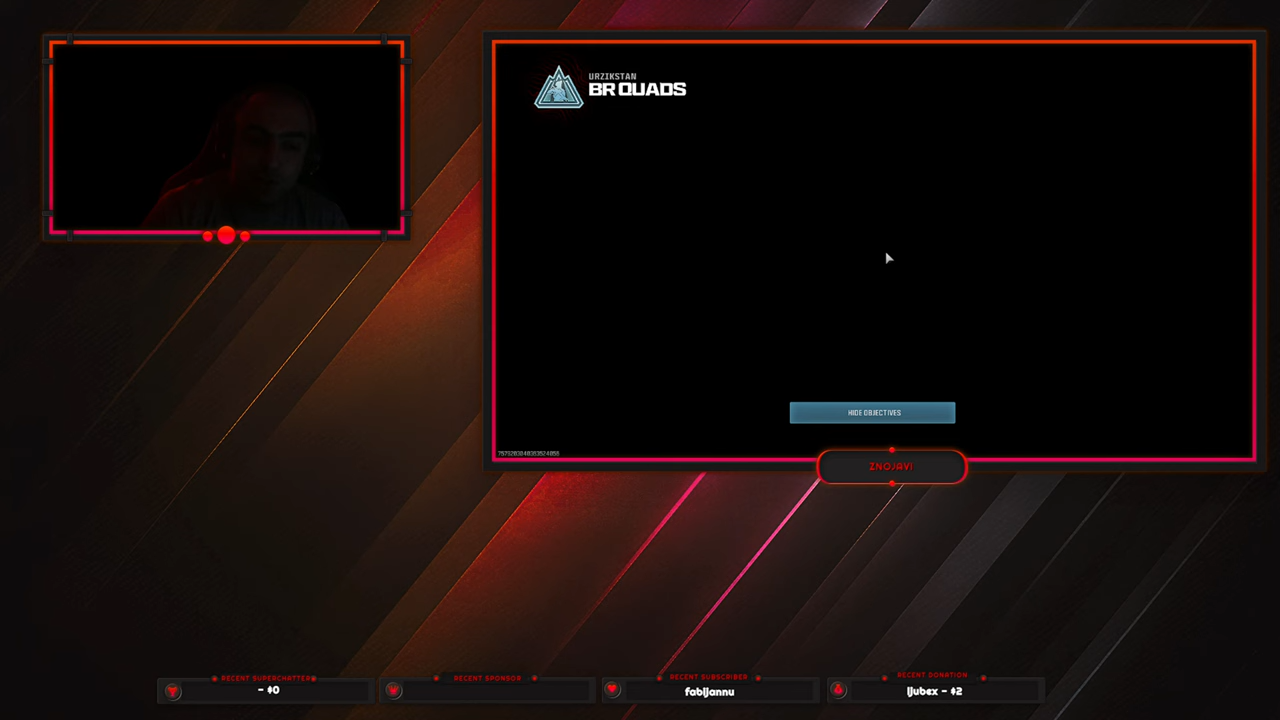 URZIKSTAN
BR QUADS
HIDE OBJECTIVES
ZNOJAVI
RECENT SUPERCHATTER
- $0
RECENT SPONSOR
RECENT SUBSCRIBER
fabijannu
RECENT DONATION
ljubex - $2